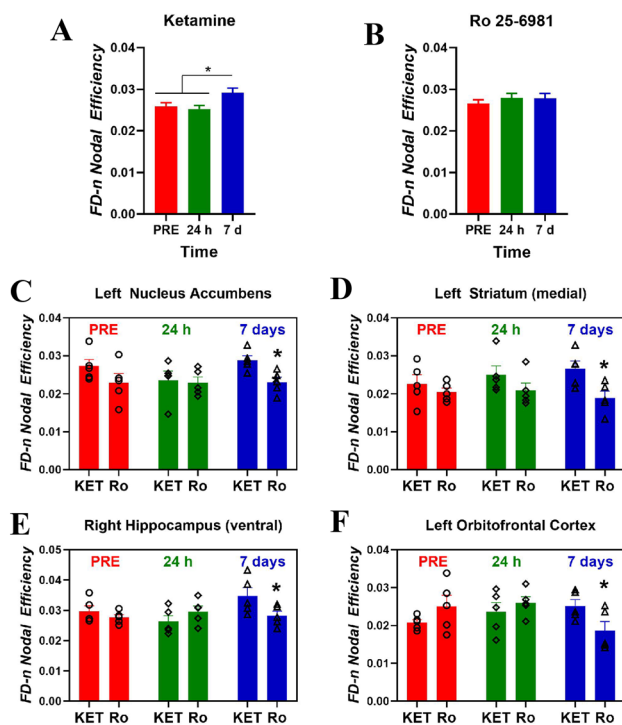 A
Ketamine
FD-n Nodal Efficiency
0.04
0.03
0.02
0.01
0.00
*
PRE 24 h 7 d
Time
B
Ro 25-6981
FD-n Nodal Efficiency
0.04
0.03
0.02
0.01
0.00
PRE 24 h 7 d
Time
C
Left Nucleus Accumbens
FD-n Nodal Efficiency
0.04
0.03
0.02
0.01
0.00
PRE 24 h 7 days
*
KET Ro KET Ro KET Ro
D
Left Striatum (medial)
FD-n Nodal Efficiency
0.04
0.03
0.02
0.01
0.00
PRE 24 h 7 days
*
KET Ro KET Ro KET Ro
E
Right Hippocampus (ventral)
FD-n Nodal Efficiency
0.05
0.04
0.03
0.02
0.01
0.00
PRE 24 h 7 days
*
KET Ro KET Ro KET Ro
F
Left Orbitofrontal Cortex
FD-n Nodal Efficiency
0.04
0.03
0.02
0.01
0.00
PRE 24 h 7 days
*
KET Ro KET Ro KET Ro